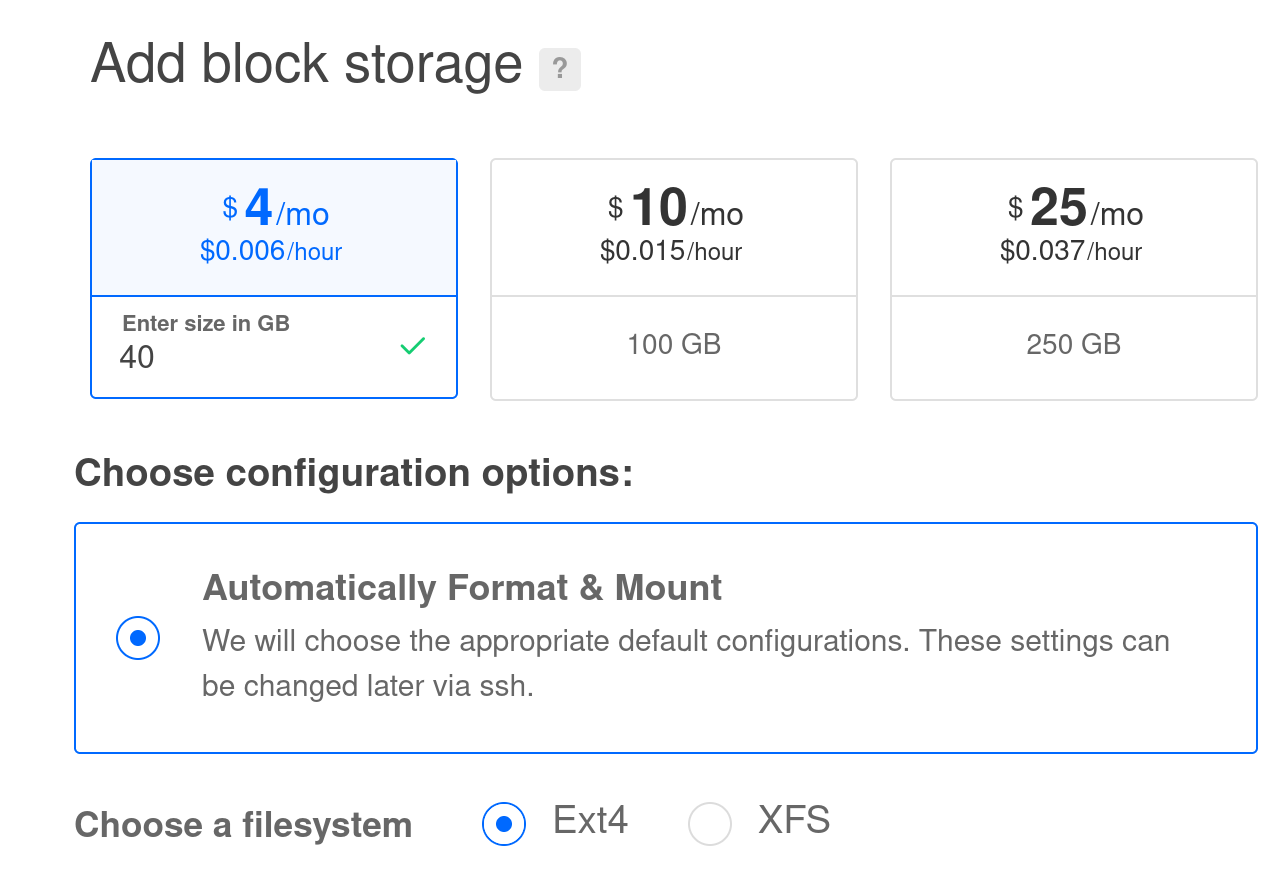 Add block storage ?
$4/mo
$0.006/hour
Enter size in GB
40
$10/mo
$0.015/hour
100 GB
$25/mo
$0.037/hour
250 GB
Choose configuration options:
Automatically Format & Mount
We will choose the appropriate default configurations. These settings can
be changed later via ssh.
Choose a filesystem
Ext4
XFS